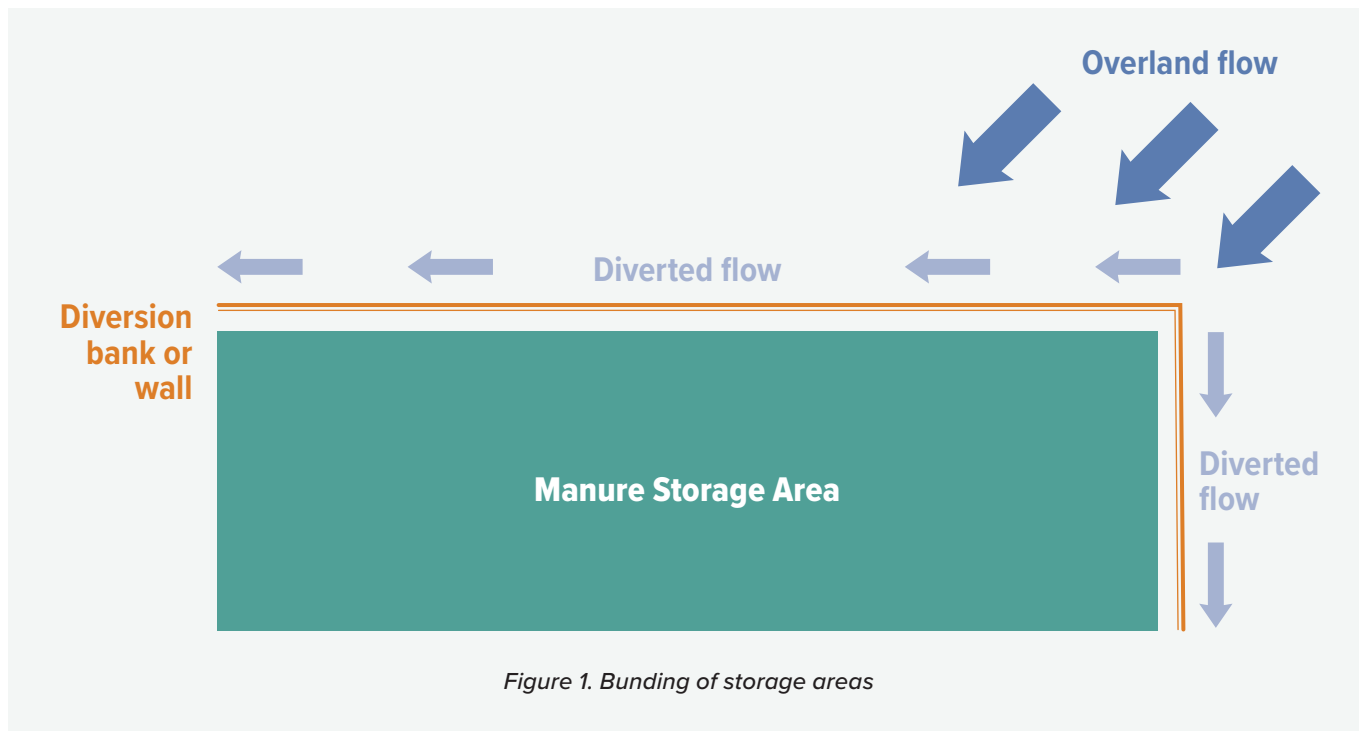 Overland flow
Diverted flow
Diversion
bank or
wall
Diverted
flow
Manure Storage Area
Figure 1. Bunding of storage areas